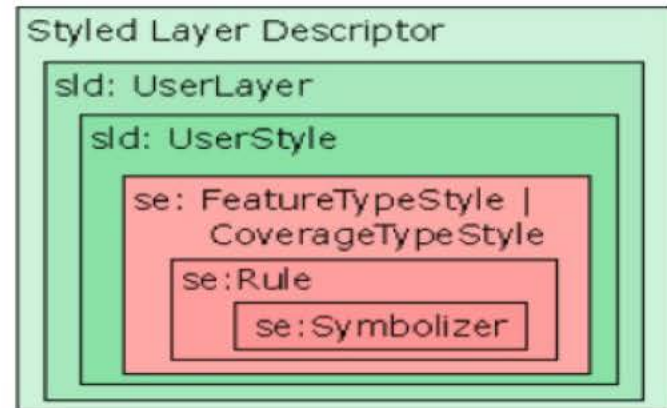 Styled Layer Descriptor
sld: UserLayer
sld: UserStyle
se: FeatureTypeStyle |
CoverageTypeStyle
se:Rule
se:Symbolizer